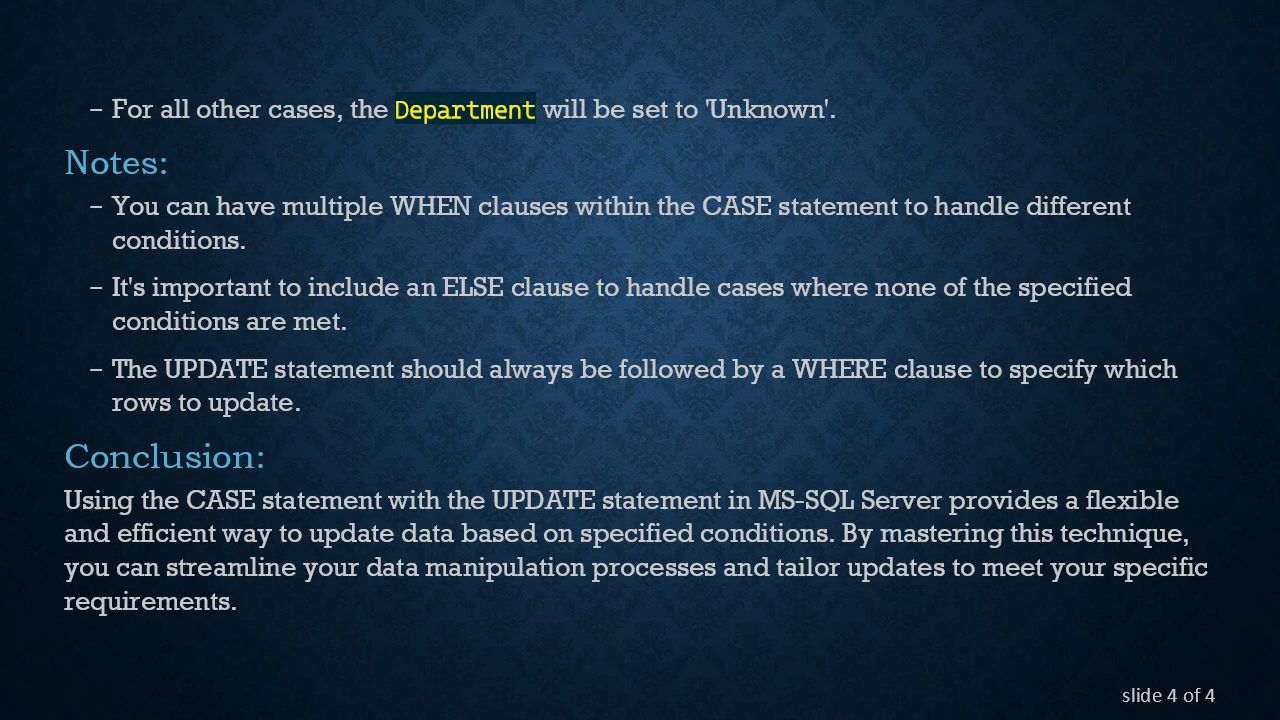 – For all other cases, the Department will be set to 'Unknown'.
Notes:
– You can have multiple WHEN clauses within the CASE statement to handle different
conditions.
– It's important to include an ELSE clause to handle cases where none of the specified
conditions are met.
– The UPDATE statement should always be followed by a WHERE clause to specify which
rows to update.
Conclusion:
Using the CASE statement with the UPDATE statement in MS-SQL Server provides a flexible
and efficient way to update data based on specified conditions. By mastering this technique,
you can streamline your data manipulation processes and tailor updates to meet your specific
requirements.
slide 4 of 4